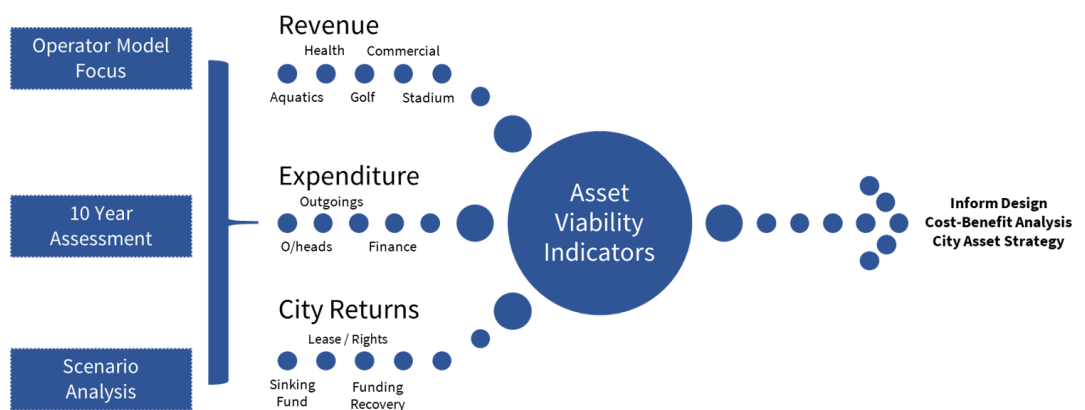 Operator Model
Focus
10 Year
Assessment
Scenario
Analysis
Revenue
Health Commercial
Aquatics Golf Stadium
Expenditure
Outgoings
O/heads Finance
City Returns
Lease / Rights
Sinking Funding
Fund Recovery
Asset
Viability
Indicators
Inform Design
Cost-Benefit Analysis
City Asset Strategy